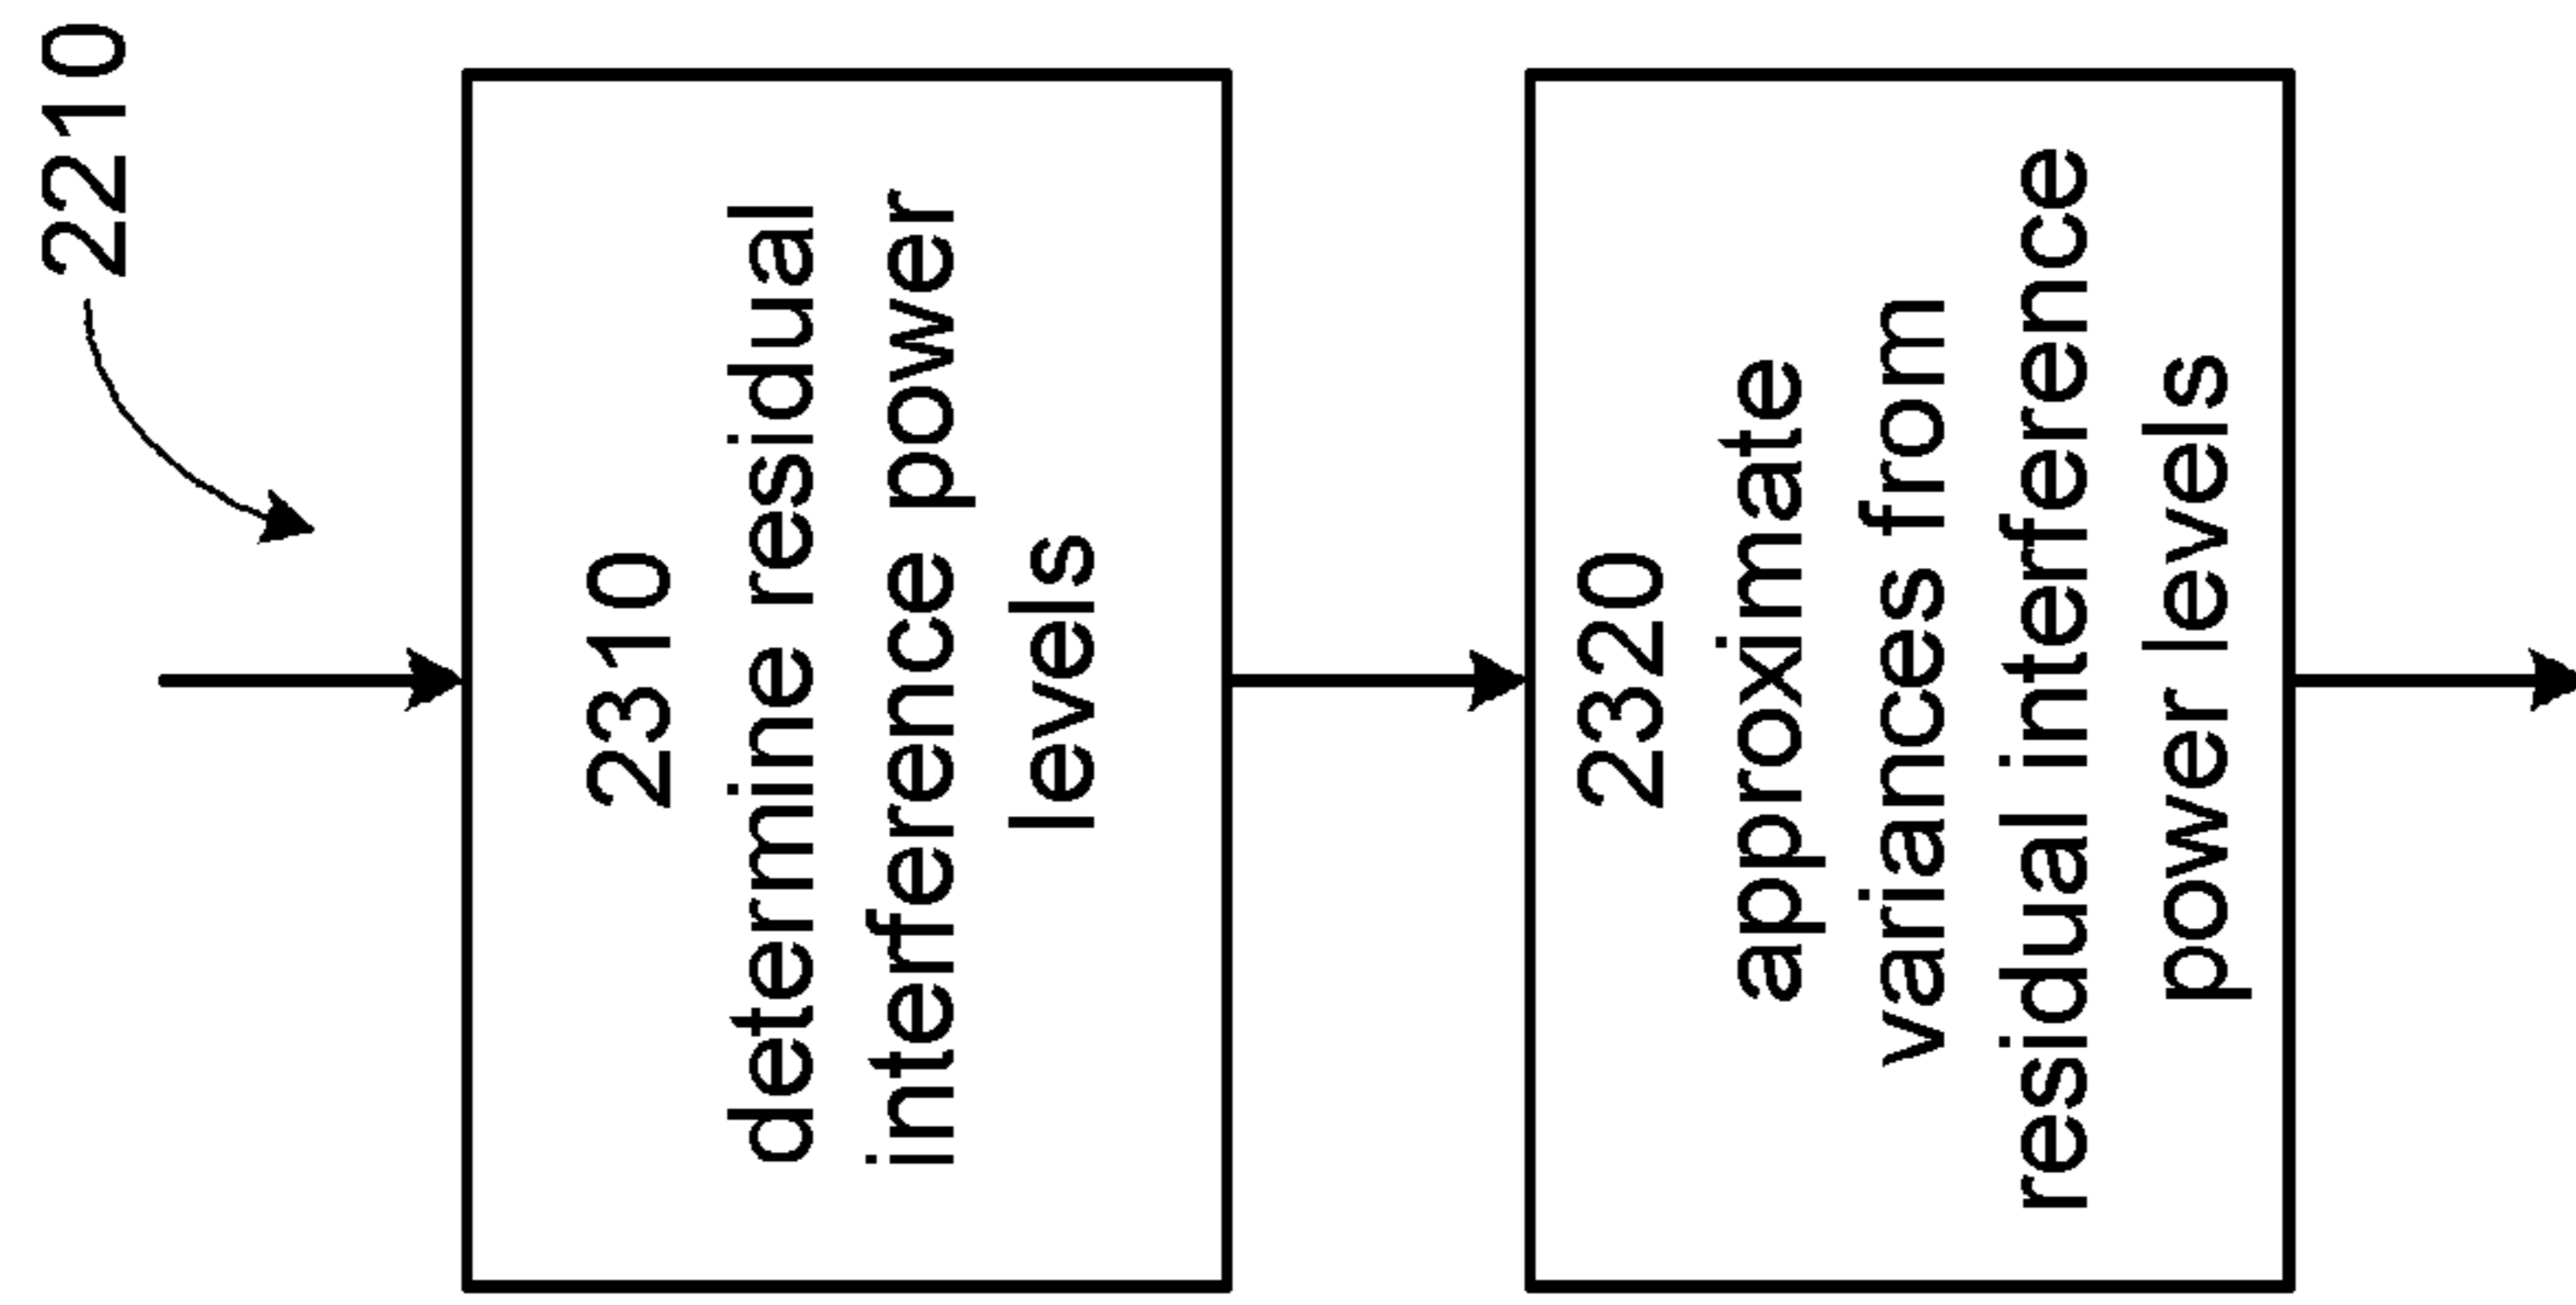 2210
2310
determine residual
interference power
levels
2320
approximate
variances from
residual interference
power levels